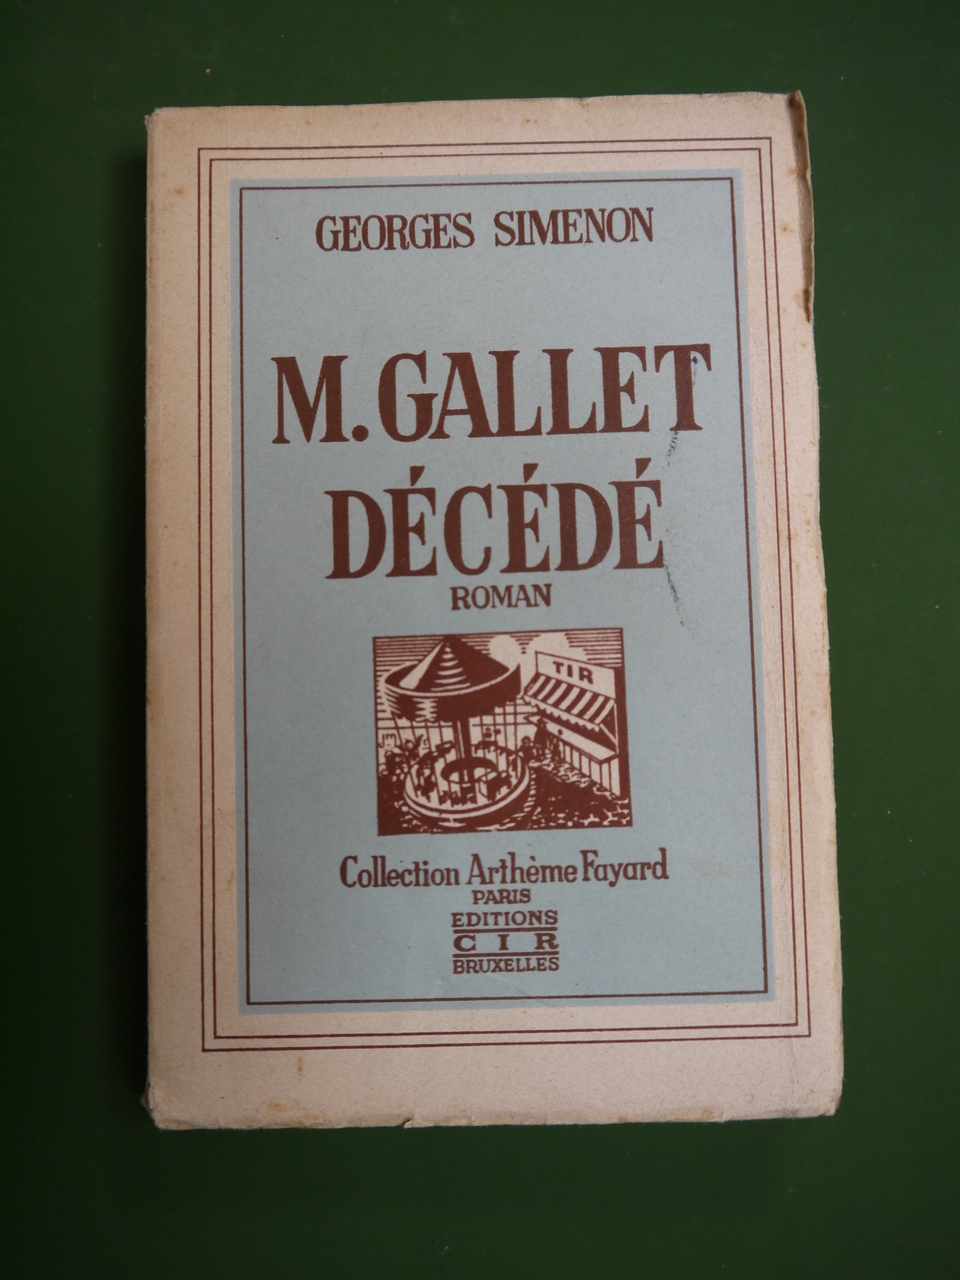 GEORGES SIMENON
M. GALLET
DÉCÉDÉ
ROMAN
TIR
Collection Arthème Fayard
PARIS
EDITIONS
CIR
BRUXELLES